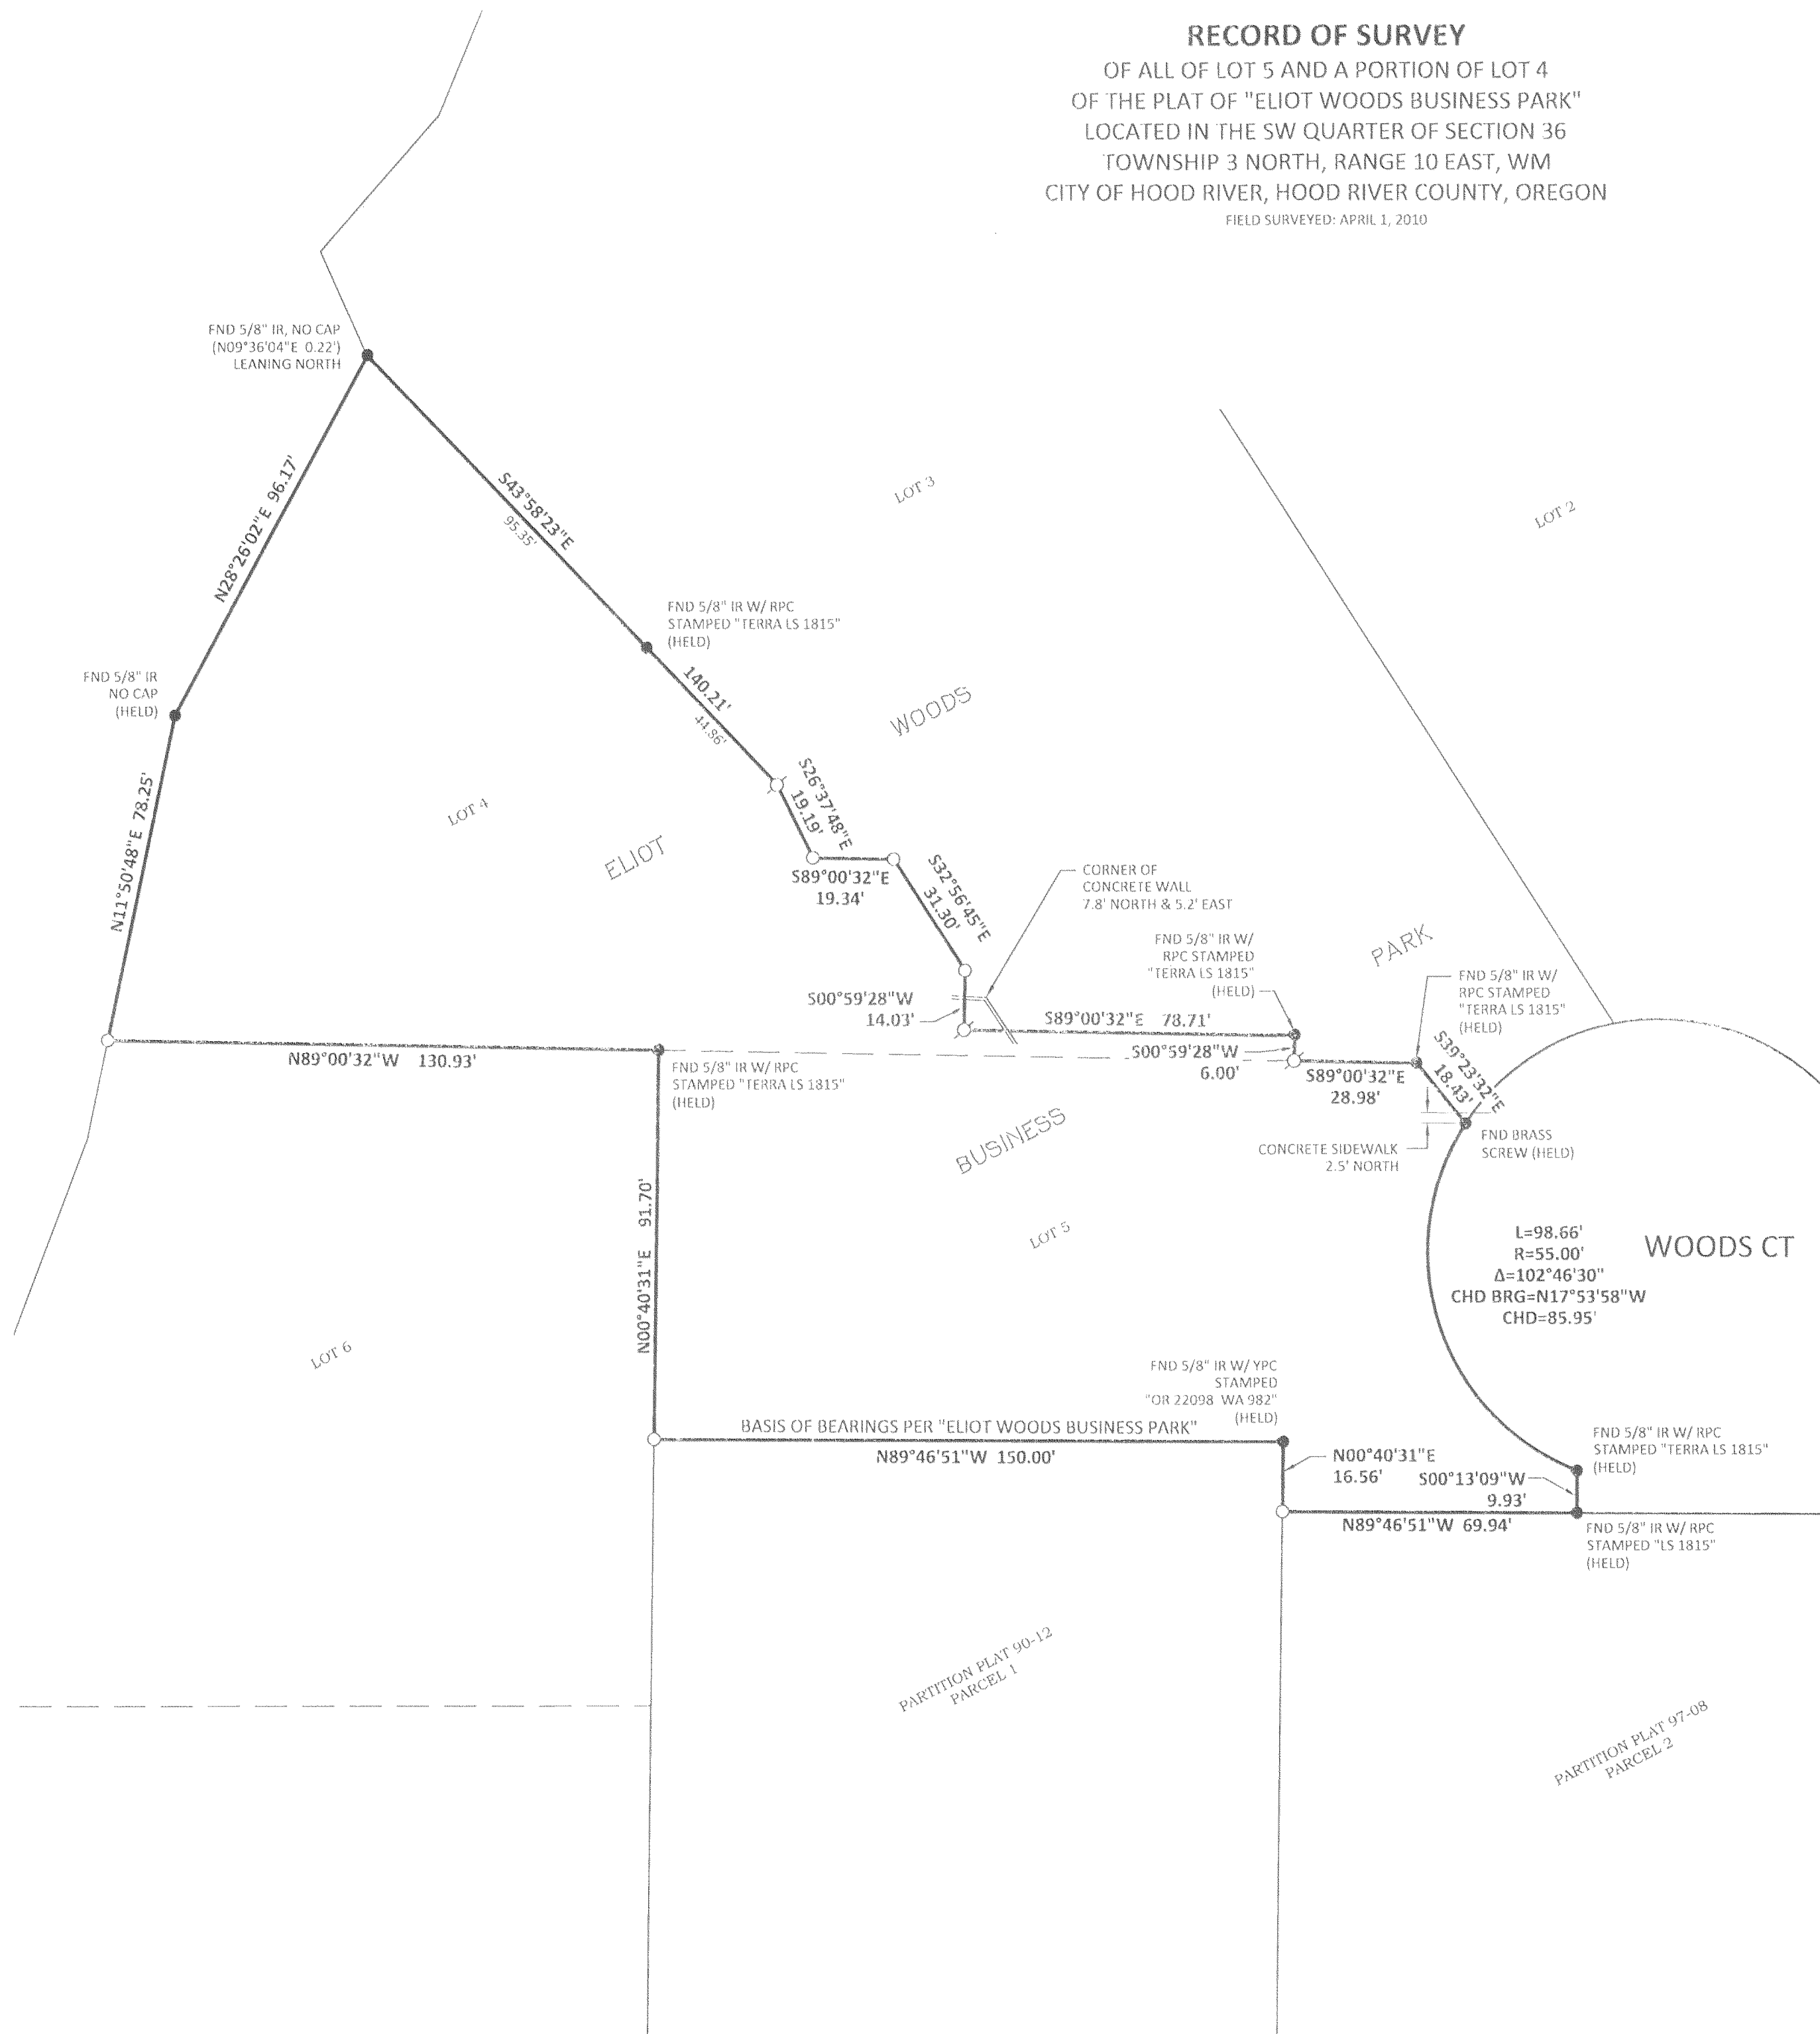 RECORD OF SURVEY
OF ALL OF LOT 5 AND A PORTION OF LOT 4
OF THE PLAT OF "ELIOT WOODS BUSINESS PARK"
LOCATED IN THE SW QUARTER OF SECTION 36
TOWNSHIP 3 NORTH, RANGE 10 EAST, WM
CITY OF HOOD RIVER, HOOD RIVER COUNTY, OREGON
FIELD SURVEYED: APRIL 1, 2010
FND 5/8" IR, NO CAP
(N09°36'04"E 0.22')
LEANING NORTH
N28°26'02"E 96.17'
S43°58'23"E
95.35'
LOT 3
LOT 2
FND 5/8" IR W/ RPC
STAMPED "TERRA LS 1815"
(HELD)
FND 5/8" IR
NO CAP
(HELD)
140.21'
44.86'
WOODS
N11°50'48"E 78.25'
LOT 4
ELIOT
S26°37'48"E
19.19'
S89°00'32"E
19.34'
S32°56'45"E
31.30'
CORNER OF
CONCRETE WALL
7.8' NORTH & 5.2' EAST
PARK
FND 5/8" IR W/
RPC STAMPED
"TERRA LS 1815"
(HELD)
FND 5/8" IR W/
RPC STAMPED
"TERRA LS 1815"
(HELD)
S00°59'28"W
14.03'
S89°00'32"E 78.71'
S00°59'28"W
6.00'
S89°00'32"E
28.98'
S39°23'32"E
18.43'
N89°00'32"W 130.93'
FND 5/8" IR W/ RPC
STAMPED "TERRA LS 1815"
(HELD)
BUSINESS
CONCRETE SIDEWALK
2.5' NORTH
FND BRASS
SCREW (HELD)
N00°40'31"E 91.70'
LOT 5
L=98.66'
R=55.00'
Δ=102°46'30"
CHD BRG=N17°53'58"W
CHD=85.95'
WOODS CT
LOT 6
FND 5/8" IR W/ YPC
STAMPED
"OR 22098 WA 982"
(HELD)
BASIS OF BEARINGS PER "ELIOT WOODS BUSINESS PARK"
N89°46'51"W 150.00'
N00°40'31"E
16.56'
S00°13'09"W
9.93'
FND 5/8" IR W/ RPC
STAMPED "TERRA LS 1815"
(HELD)
N89°46'51"W 69.94'
FND 5/8" IR W/ RPC
STAMPED "LS 1815"
(HELD)
PARTITION PLAT 90-12
PARCEL 1
PARTITION PLAT 97-08
PARCEL 2